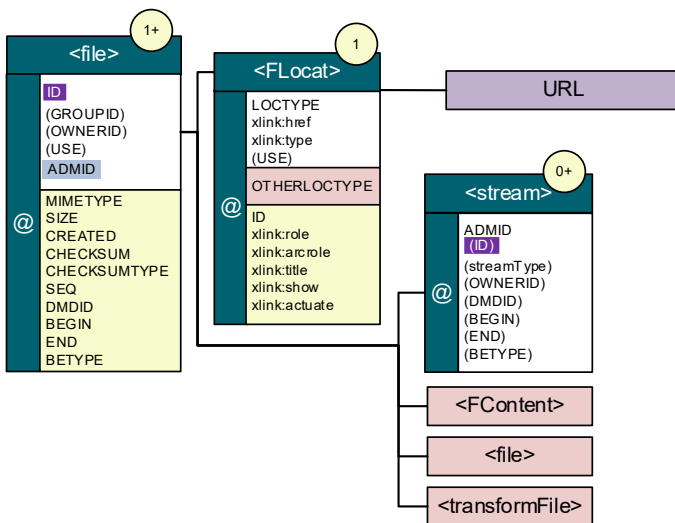 1+
<file>
@
ID
(GROUPID)
(OWNERID)
(USE)
ADMID
MIMETYPE
SIZE
CREATED
CHECKSUM
CHECKSUMTYPE
SEQ
DMDID
BEGIN
END
BETYPE
1
<FLocat>
@
LOCTYPE
xlink:href
xlink:type
(USE)
OTHERLOCTYPE
ID
xlink:role
xlink:arcrole
xlink:title
xlink:show
xlink:actuate
URL
0+
<stream>
@
ADMID
(ID)
(streamType)
(OWNERID)
(DMDID)
(BEGIN)
(END)
(BETYPE)
<FContent>
<file>
<transformFile>